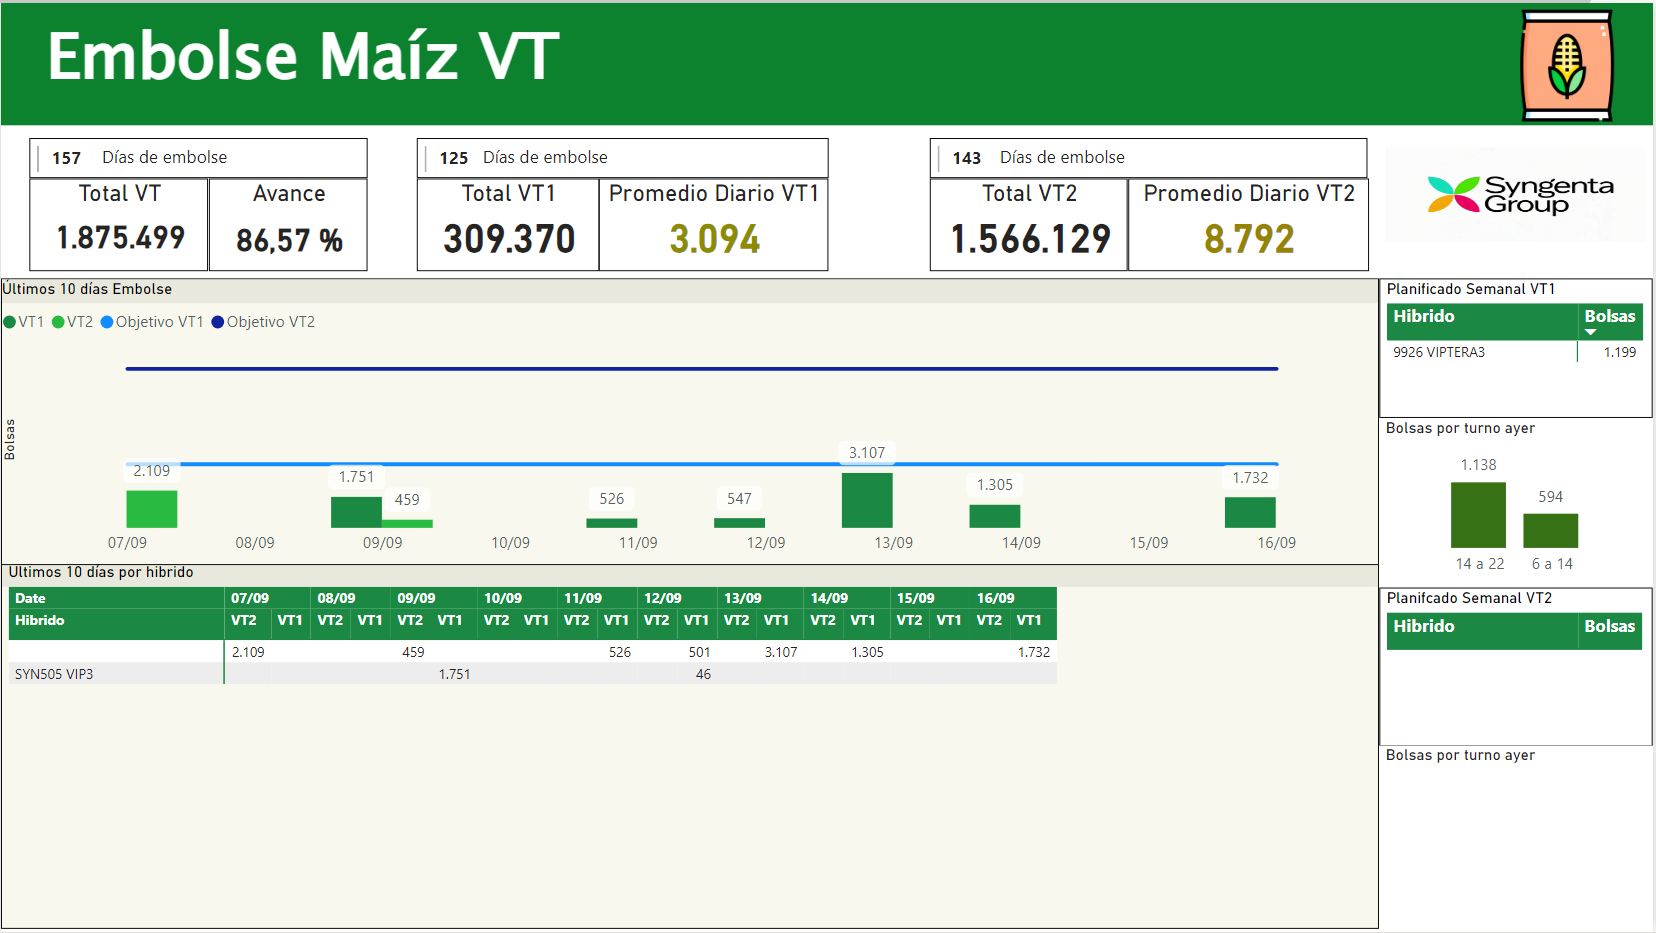 Embolse Maíz VT
157 Días de embolse
Total VT
1.875.499
Avance
86,57 %
125 Días de embolse
Total VT1
309.370
Promedio Diario VT1
3.094
143 Días de embolse
Total VT2
1.566.129
Promedio Diario VT2
8.792
Syngenta
Group
Últimos 10 días Embolse
VT1 VT2 Objetivo VT1 Objetivo VT2
Bolsas
2.109
1.751
459
526
547
3.107
1.305
1.732
07/09 08/09 09/09 10/09 11/09 12/09 13/09 14/09 15/09 16/09
Ultimos 10 días por hibrido
Date 07/09 08/09 09/09 10/09 11/09 12/09 13/09 14/09 15/09 16/09
Hibrido VT2 VT1 VT2 VT1 VT2 VT1 VT2 VT1 VT2 VT1 VT2 VT1 VT2 VT1 VT2 VT1 VT2 VT1 VT2 VT1
2.109 459 526 501 3.107 1.305 1.732
SYN505 VIP3 1.751 46
Planificado Semanal VT1
Hibrido Bolsas
9926 VIPTERA3 1.199
Bolsas por turno ayer
1.138
594
14 a 22 6 a 14
Planifcado Semanal VT2
Hibrido Bolsas
Bolsas por turno ayer